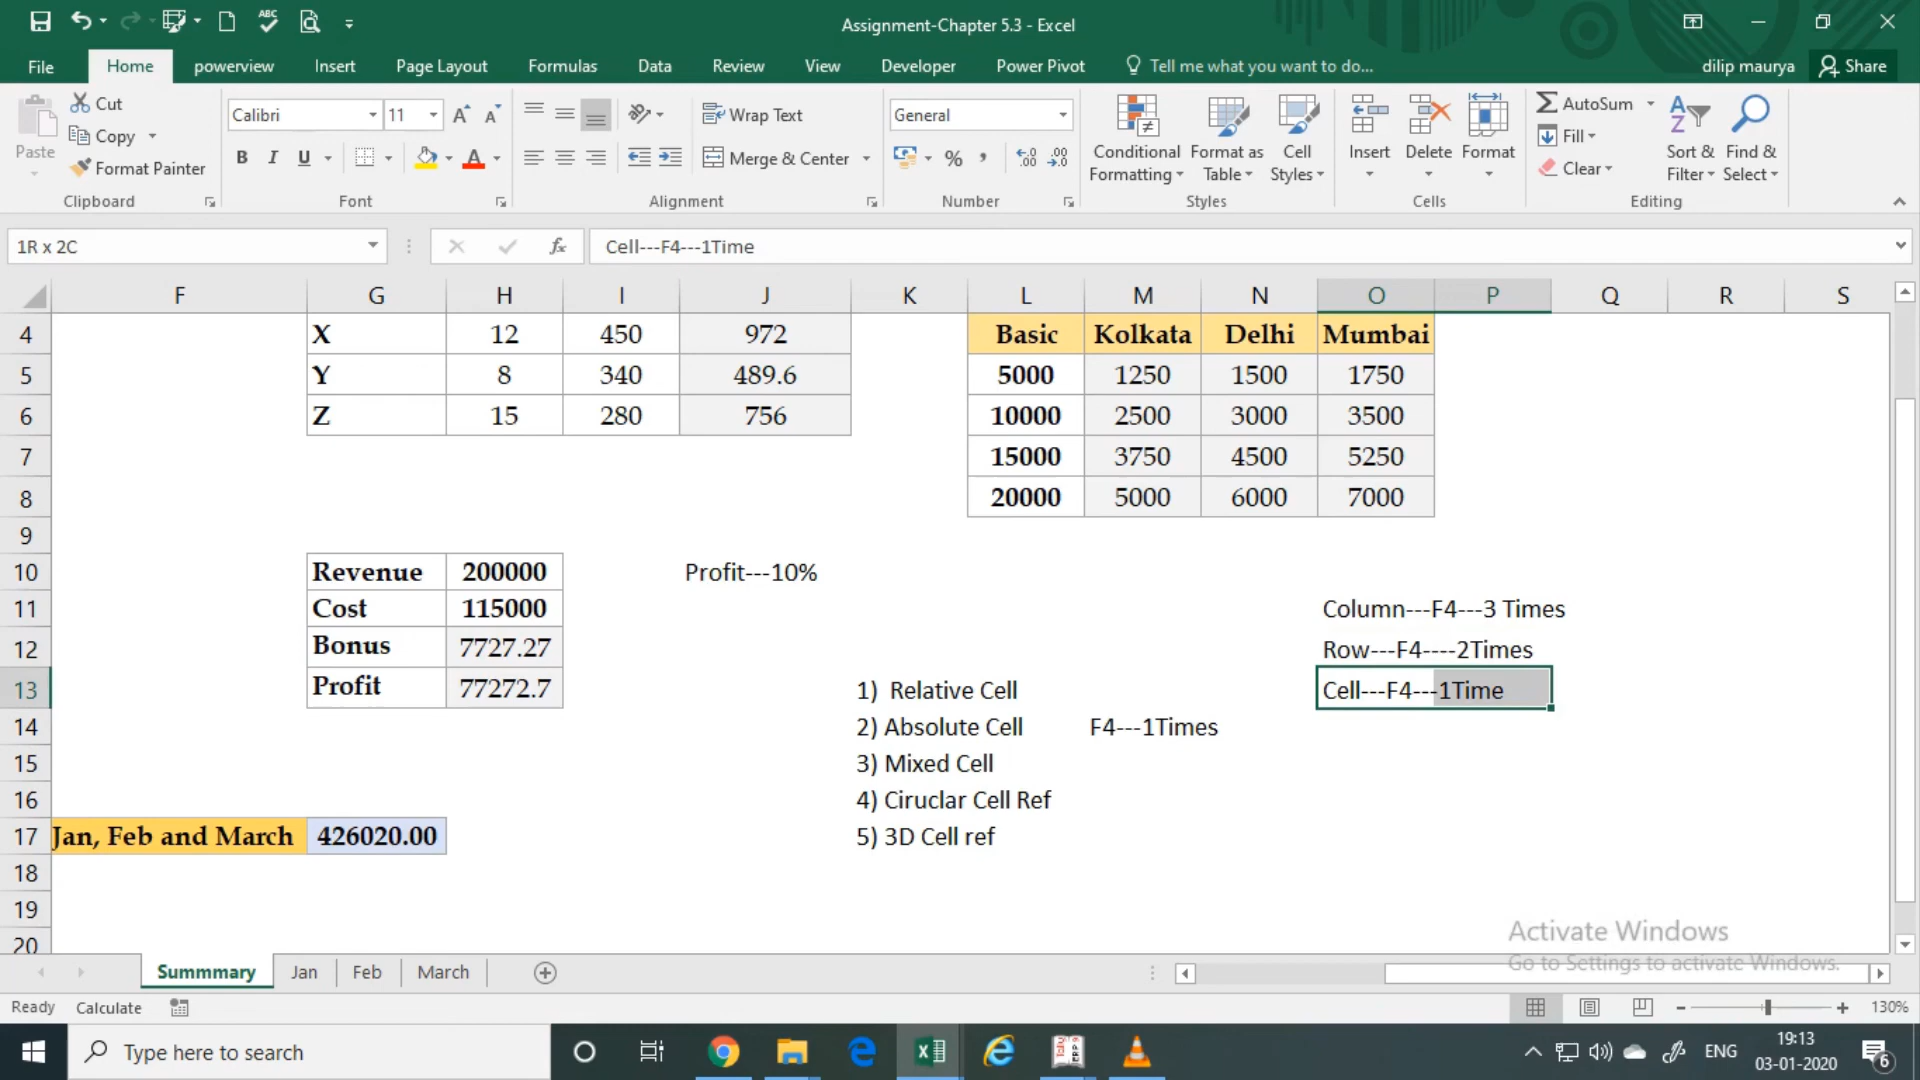 Assignment-Chapter 5.3 - Excel
File Home powerview Insert Page Layout Formulas Data Review View Developer Power Pivot Tell me what you want to do... dilip maurya Share
Paste Cut Copy Format Painter
Calibri 11
Wrap Text Merge & Center
General
Conditional Formatting Format as Table Cell Styles
Insert Delete Format
AutoSum Fill Clear Sort & Filter Find & Select
Clipboard Font Alignment Number Styles Cells Editing
1R x 2C fx Cell---F4---1Time
F G H I J K L M N O P Q R S
4 X 12 450 972 Basic Kolkata Delhi Mumbai
5 Y 8 340 489.6 5000 1250 1500 1750
6 Z 15 280 756 10000 2500 3000 3500
7 15000 3750 4500 5250
8 20000 5000 6000 7000
9
10 Revenue 200000 Profit---10%
11 Cost 115000 Column---F4---3 Times
12 Bonus 7727.27 Row---F4----2Times
13 Profit 77272.7 1) Relative Cell Cell---F4---1Time
14 2) Absolute Cell F4---1Times
15 3) Mixed Cell
16 4) Ciruclar Cell Ref
17 Jan, Feb and March 426020.00 5) 3D Cell ref
18
19
20
Activate Windows
Go to Settings to activate Windows.
Summmary Jan Feb March
Ready Calculate 130%
Type here to search ENG 19:13
03-01-2020 6